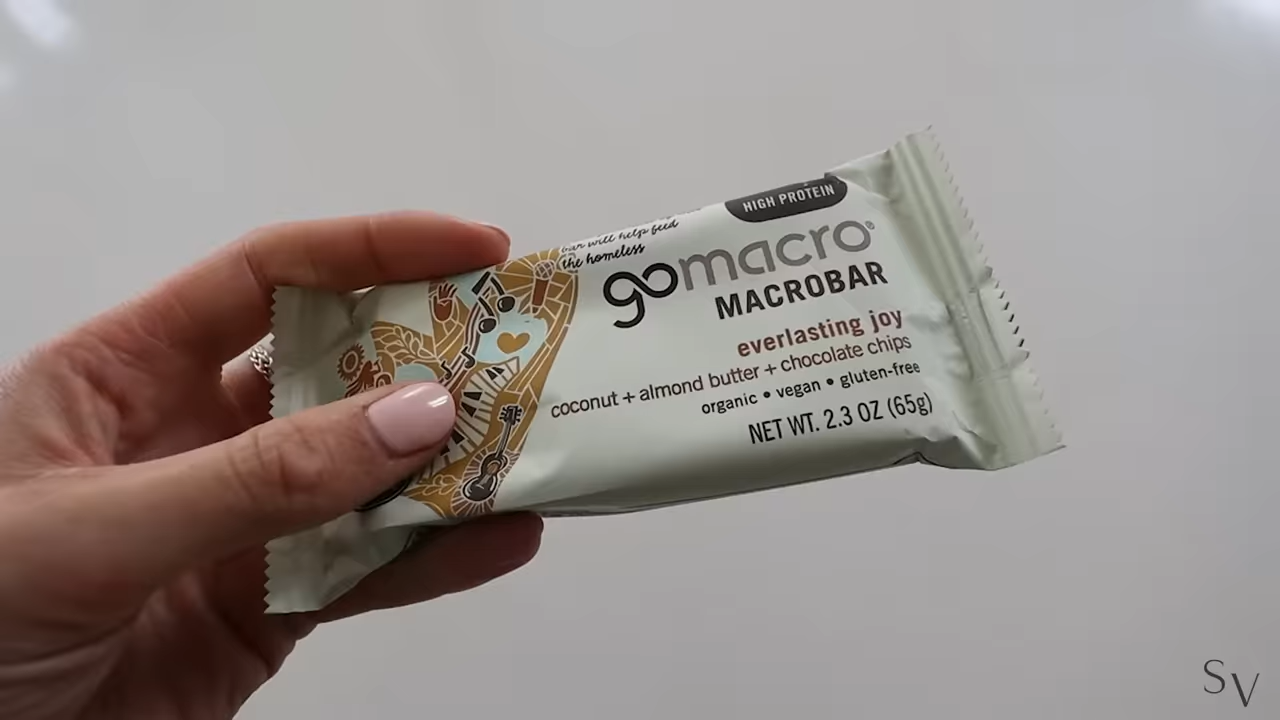 HIGH PROTEIN
bar will help feed
the homeless
gomacro®
MACROBAR
everlasting joy
coconut + almond butter + chocolate chips
organic • vegan • gluten-free
NET WT. 2.3 OZ (65g)
SV